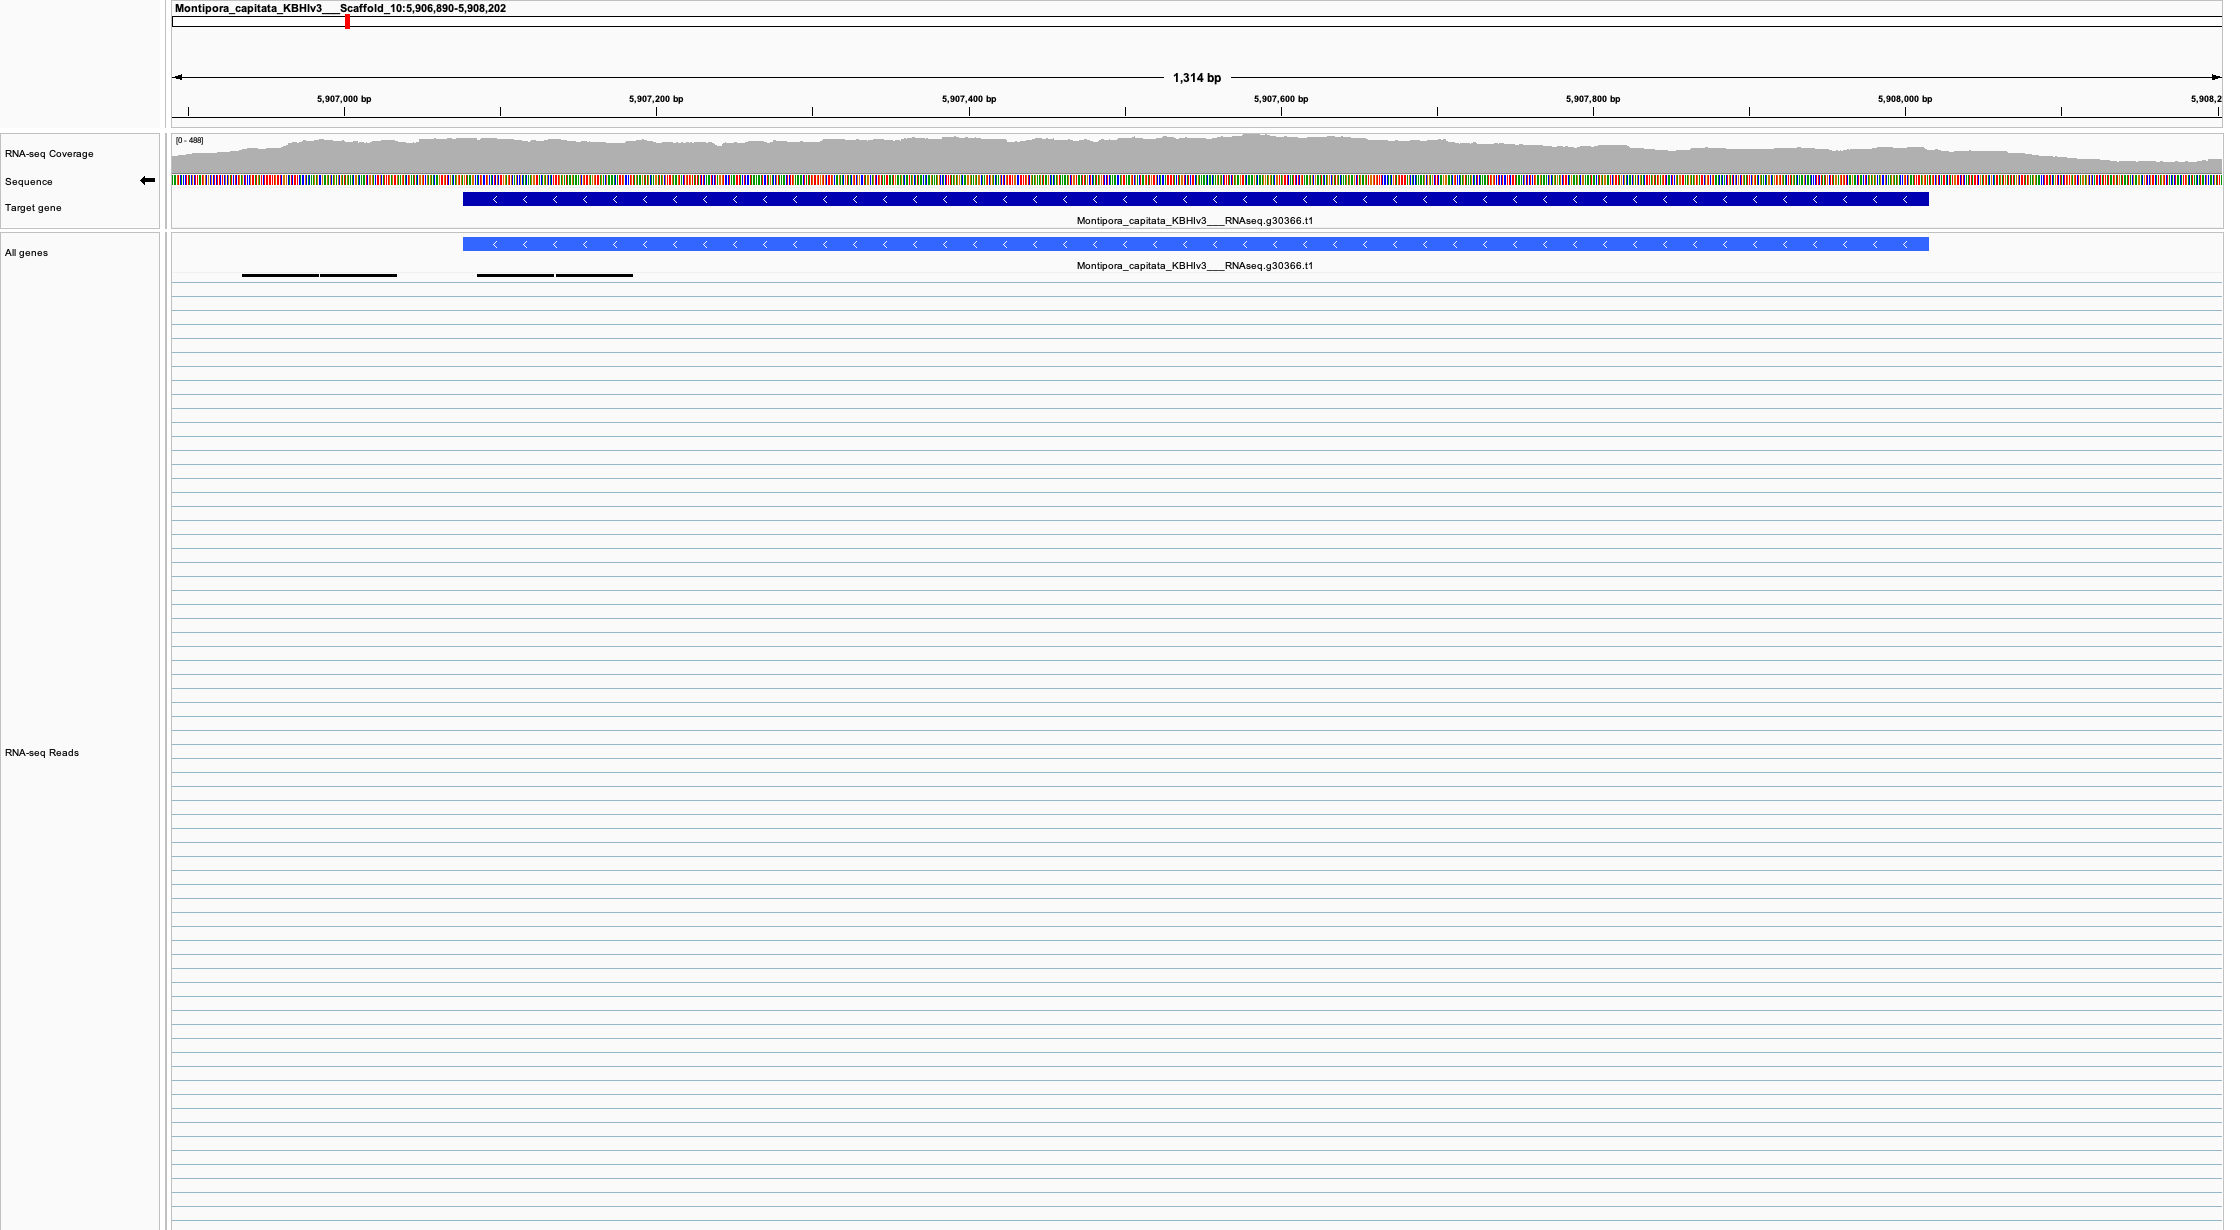 Montipora_capitata_KBHIv3___Scaffold_10:5,906,890-5,908,202
1,314 bp
5,907,000 bp 5,907,200 bp 5,907,400 bp 5,907,600 bp 5,907,800 bp 5,908,000 bp 5,908,2
[0 - 488]
RNA-seq Coverage
Sequence
Target gene
Montipora_capitata_KBHIv3___RNAseq.g30366.t1
All genes
Montipora_capitata_KBHIv3___RNAseq.g30366.t1
RNA-seq Reads